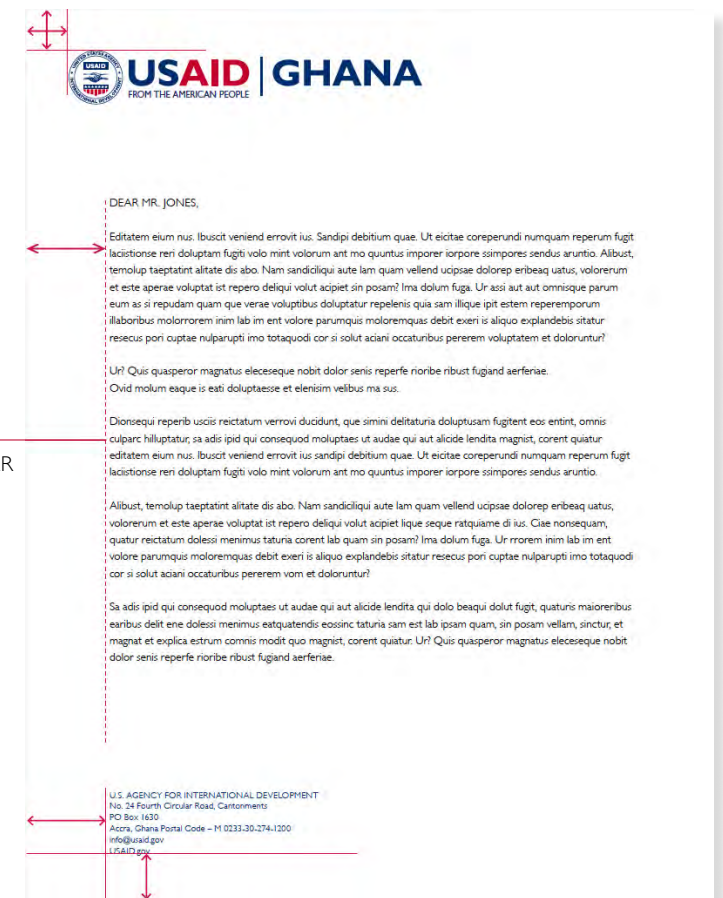 UNITED STATES AGENCY
USAID
INTERNATIONAL DEVELOPMENT
USAID | GHANA
FROM THE AMERICAN PEOPLE
DEAR MR. JONES,
Editatem eium nus. Ibuscit veniend errovit ius. Sandipi debitium quae. Ut eicitae coreperundi numquam reperum fugit
laciistionse reri doluptam fugiti volo mint volorum ant mo quuntus imporer iorpore ssimpores sendus aruntio. Alibust,
temolup taeptatint alitate dis abo. Nam sandiciliqui aute lam quam vellend ucipsae dolorep eribeaq uatus, volorerum
et este aperae voluptat ist repero deliqui volut acipiet sin posam? Ima dolum fuga. Ur assi aut aut omnisque parum
eum as si repudam quam que verae voluptibus doluptatur repelenis quia sam illique ipit estem reperemporum
illaboribus molorrorem inim lab im ent volore parumquis moloremquas debit exeri is aliquo explandebis sitatur
resecus pori cuptae nulparupti imo totaquodi cor si solut aciani occaturibus pererem voluptatem et doloruntur?
Ur? Quis quasperor magnatus eleceseque nobit dolor senis reperfe rioribe ribust fugiand aerferiae.
Ovid molum eaque is eati doluptaesse et elenisim velibus ma sus.
Dionsequi reperib usciis reictatum verrovi ducidunt, que simini delitaturia doluptusam fugitent eos entint, omnis
culparc hilluptatur, sa adis ipid qui consequod moluptaes ut audae qui aut alicide lendita magnist, corent quiatur
R
editatem eium nus. Ibuscit veniend errovit ius sandipi debitium quae. Ut eicitae coreperundi numquam reperum fugit
laciistionse reri doluptam fugiti volo mint volorum ant mo quuntus imporer iorpore ssimpores sendus aruntio.
Alibust, temolup taeptatint alitate dis abo. Nam sandiciliqui aute lam quam vellend ucipsae dolorep eribeaq uatus,
volorerum et este aperae voluptat ist repero deliqui volut acipiet lique seque ratquiame di ius. Ciae nonsequam,
quatur reictatum dolessi menimus taturia corent lab quam sin posam? Ima dolum fuga. Ur rrorem inim lab im ent
volore parumquis moloremquas debit exeri is aliquo explandebis sitatur resecus pori cuptae nulparupti imo totaquodi
cor si solut aciani occaturibus pererem vom et doloruntur?
Sa adis ipid qui consequod moluptaes ut audae qui aut alicide lendita qui dolo beaqui dolut fugit, quaturis maioreribus
earibus delit ene dolessi menimus eatquatendis eossinc taturia sam est lab ipsam quam, sin posam vellam, sinctur, et
magnat et explica estrum comnis modit quo magnist, corent quiatur. Ur? Quis quasperor magnatus eleceseque nobit
dolor senis reperfe rioribe ribust fugiand aerferiae.
U.S. AGENCY FOR INTERNATIONAL DEVELOPMENT
No. 24 Fourth Circular Road, Cantonments
PO Box 1630
Accra, Ghana Postal Code – M 0233-30-274-1200
info@usaid.gov
USAID.gov